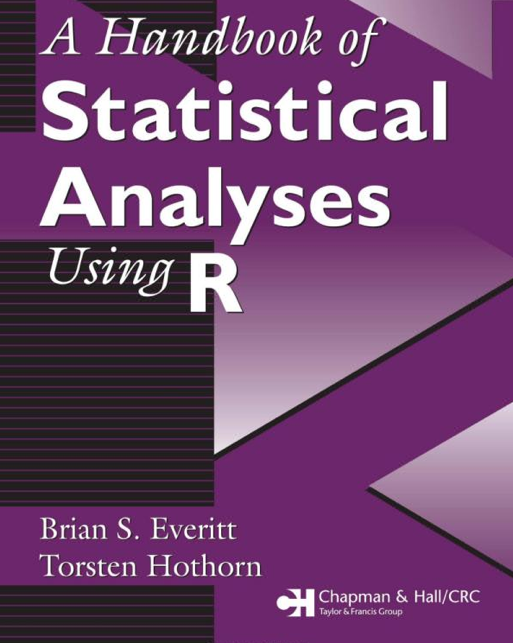 A Handbook of
Statistical
Analyses
Using R
Brian S. Everitt
Torsten Hothorn
Chapman & Hall/CRC
Taylor & Francis Group